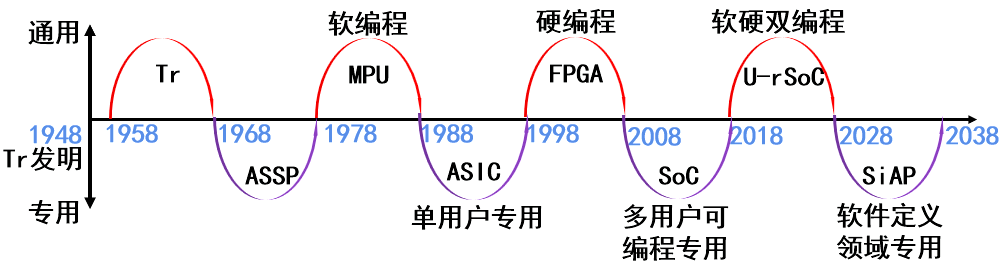 通用
软编程
硬编程
软硬双编程
Tr
MPU
FPGA
U-rSoC
1948
1958
1968
1978
1988
1998
2008
2018
2028
2038
Tr发明
ASSP
ASIC
SoC
SiAP
专用
单用户专用
多用户可
编程专用
软件定义
领域专用